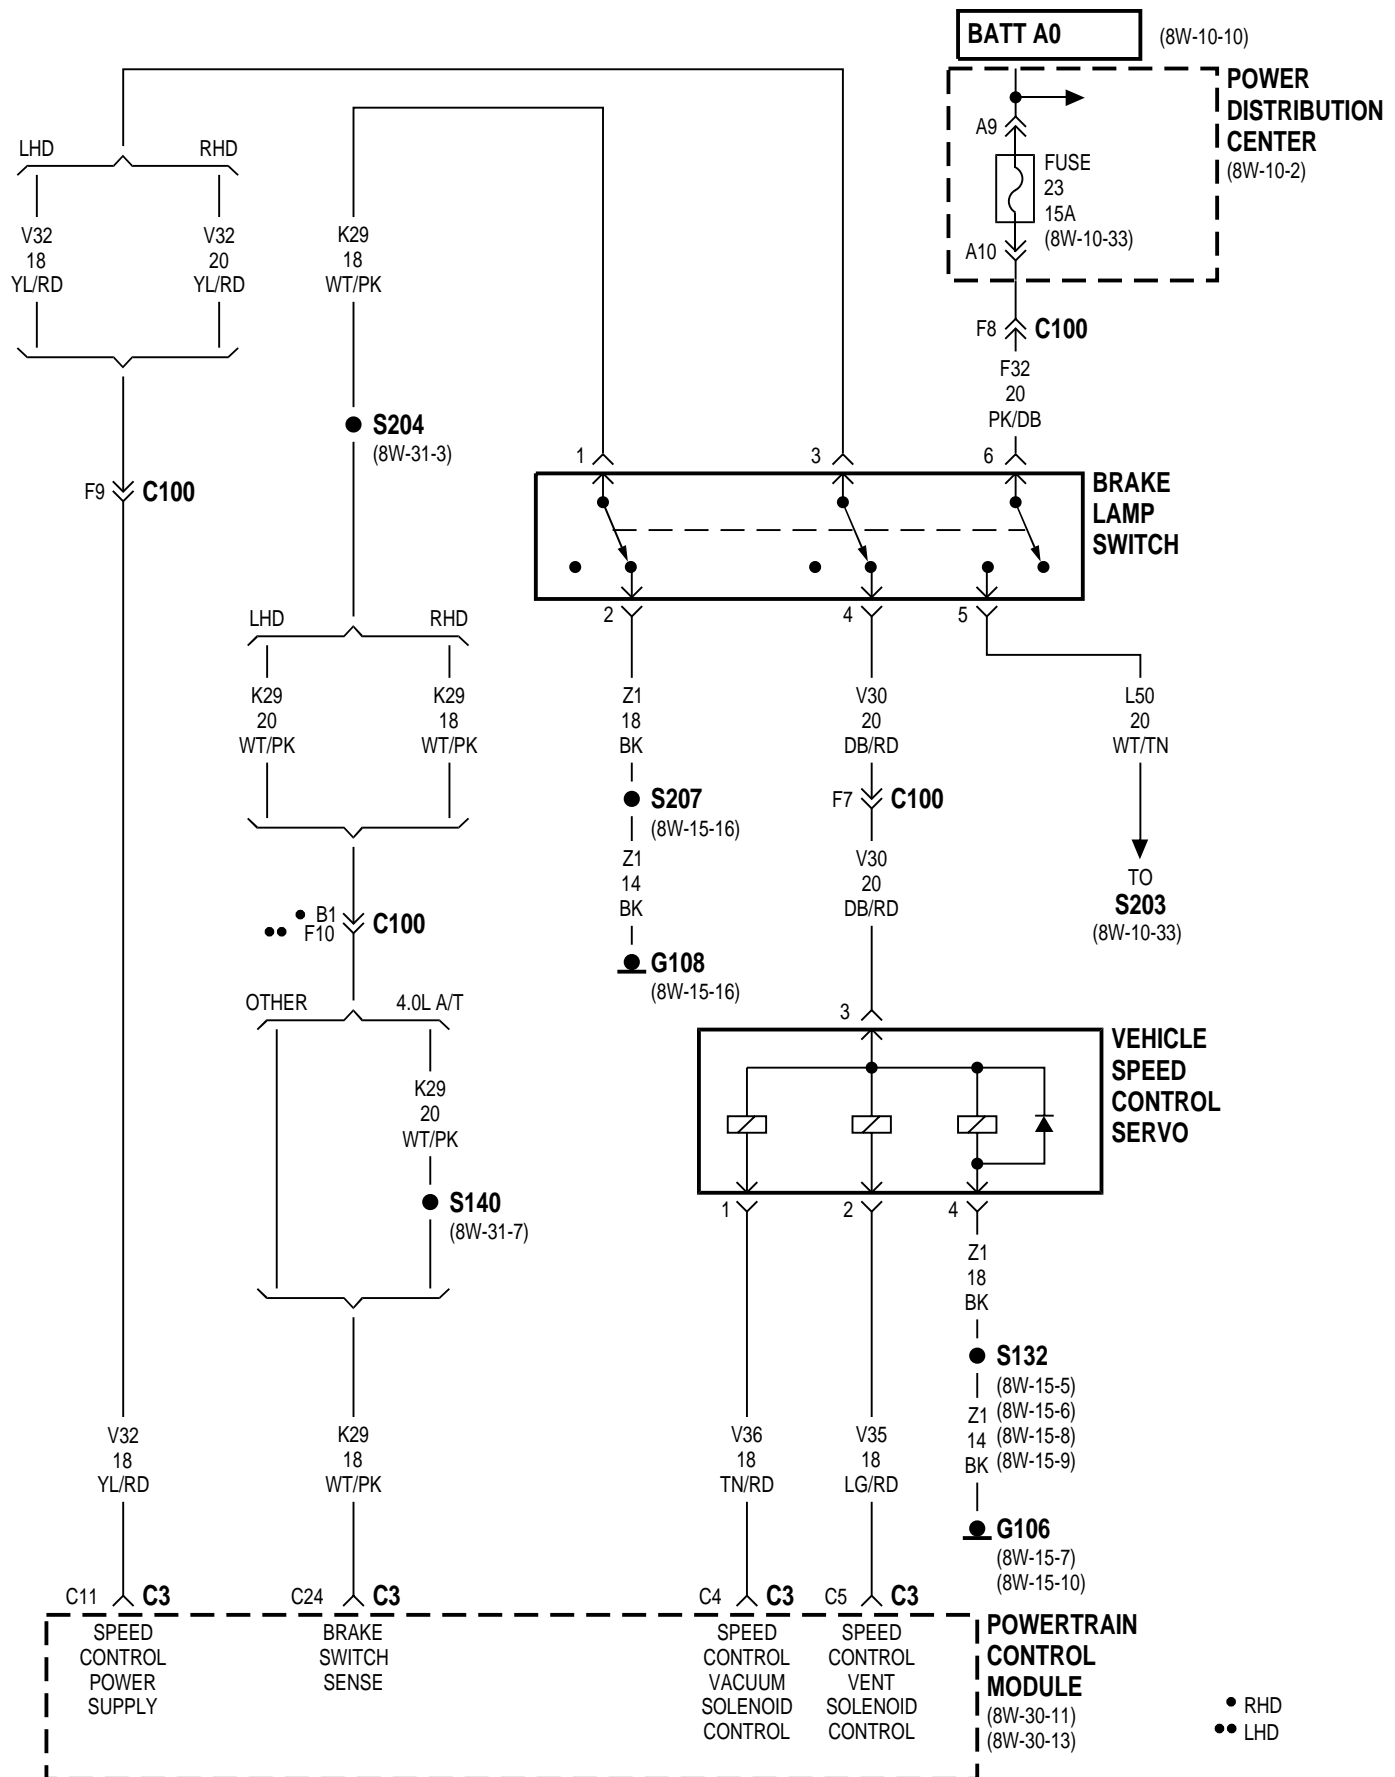 BATT A0
(8W-10-10)
POWER
DISTRIBUTION
CENTER
(8W-10-2)
A9
FUSE
23
15A
(8W-10-33)
A10
F8 C100
F32
20
PK/DB
LHD
RHD
V32
18
YL/RD
V32
20
YL/RD
K29
18
WT/PK
S204
(8W-31-3)
F9 C100
1
3
6
BRAKE
LAMP
SWITCH
2
4
5
LHD
RHD
K29
20
WT/PK
K29
18
WT/PK
Z1
18
BK
S207
(8W-15-16)
Z1
14
BK
G108
(8W-15-16)
V30
20
DB/RD
F7 C100
V30
20
DB/RD
L50
20
WT/TN
TO
S203
(8W-10-33)
• B1
•• F10
C100
OTHER
4.0L A/T
K29
20
WT/PK
S140
(8W-31-7)
3
VEHICLE
SPEED
CONTROL
SERVO
1
2
4
Z1
18
BK
S132
(8W-15-5)
(8W-15-6)
(8W-15-8)
(8W-15-9)
Z1
14
BK
G106
(8W-15-7)
(8W-15-10)
V32
18
YL/RD
K29
18
WT/PK
V36
18
TN/RD
V35
18
LG/RD
C11 C3
C24 C3
C4 C3
C5 C3
SPEED
CONTROL
POWER
SUPPLY
BRAKE
SWITCH
SENSE
SPEED
CONTROL
VACUUM
SOLENOID
CONTROL
SPEED
CONTROL
VENT
SOLENOID
CONTROL
POWERTRAIN
CONTROL
MODULE
(8W-30-11)
(8W-30-13)
• RHD
•• LHD